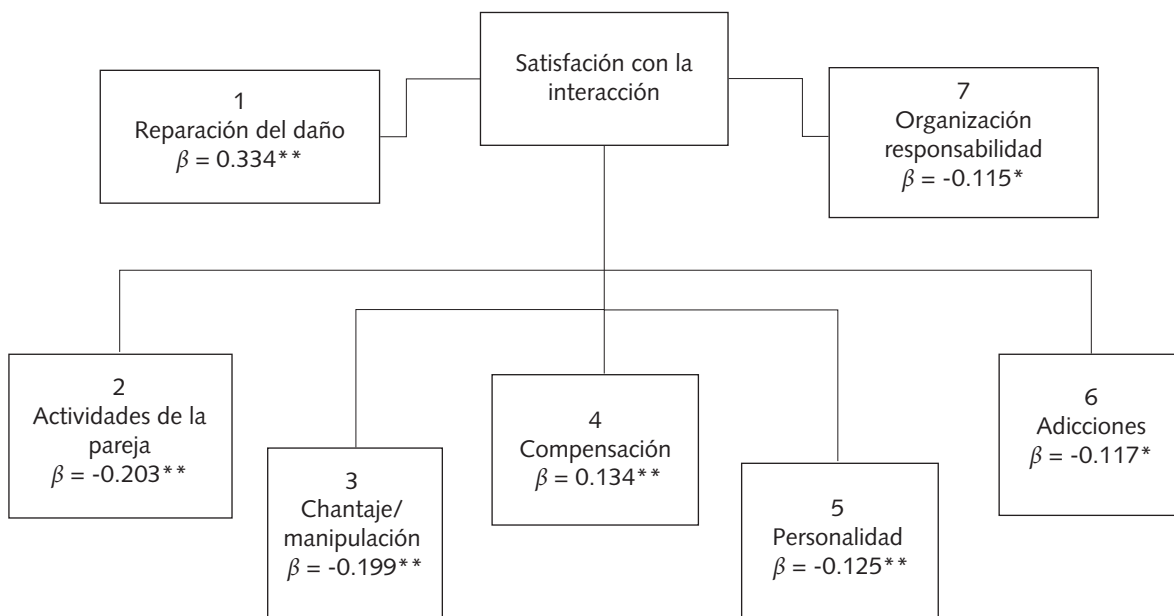 Satisfación con la
interacción
1
Reparación del daño
β = 0.334**
7
Organización
responsabilidad
β = -0.115*
2
Actividades de la
pareja
β = -0.203**
3
Chantaje/
manipulación
β = -0.199**
4
Compensación
β = 0.134**
5
Personalidad
β = -0.125**
6
Adicciones
β = -0.117*